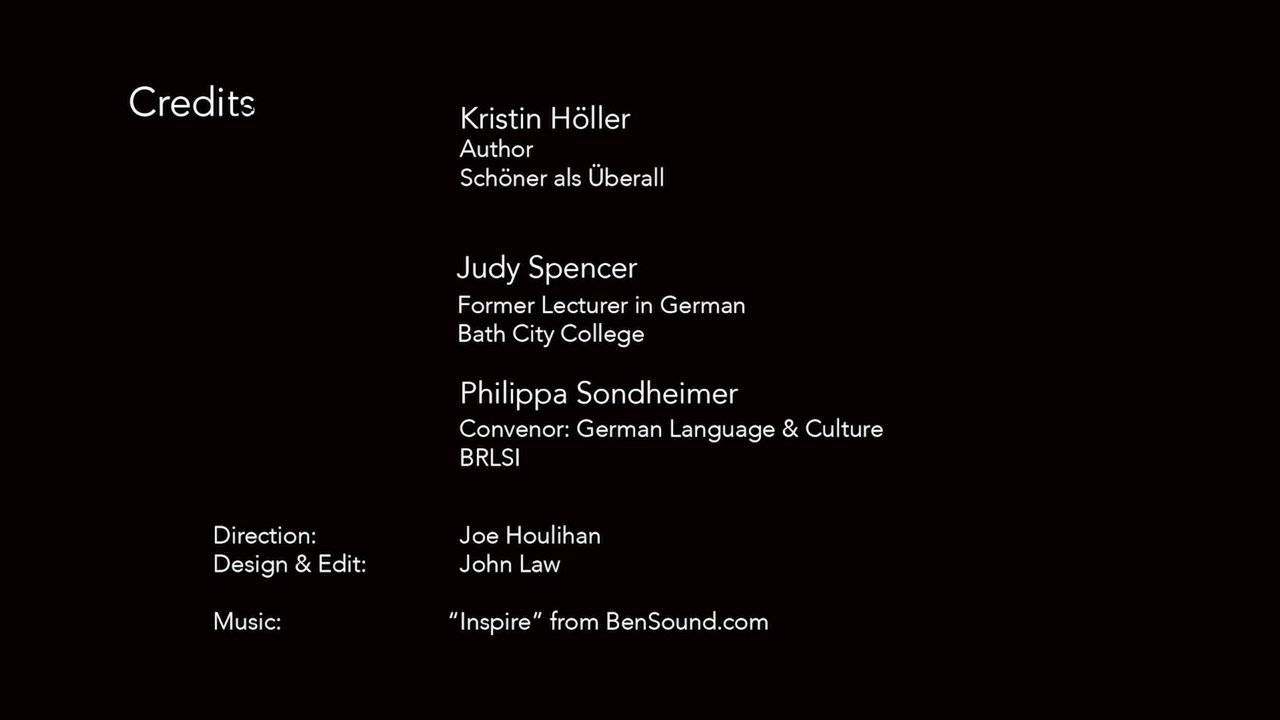 Credits
Kristin Höller
Author
Schöner als Überall
Judy Spencer
Former Lecturer in German
Bath City College
Philippa Sondheimer
Convenor: German Language & Culture
BRLSI
Direction: Joe Houlihan
Design & Edit: John Law
Music: “Inspire” from BenSound.com